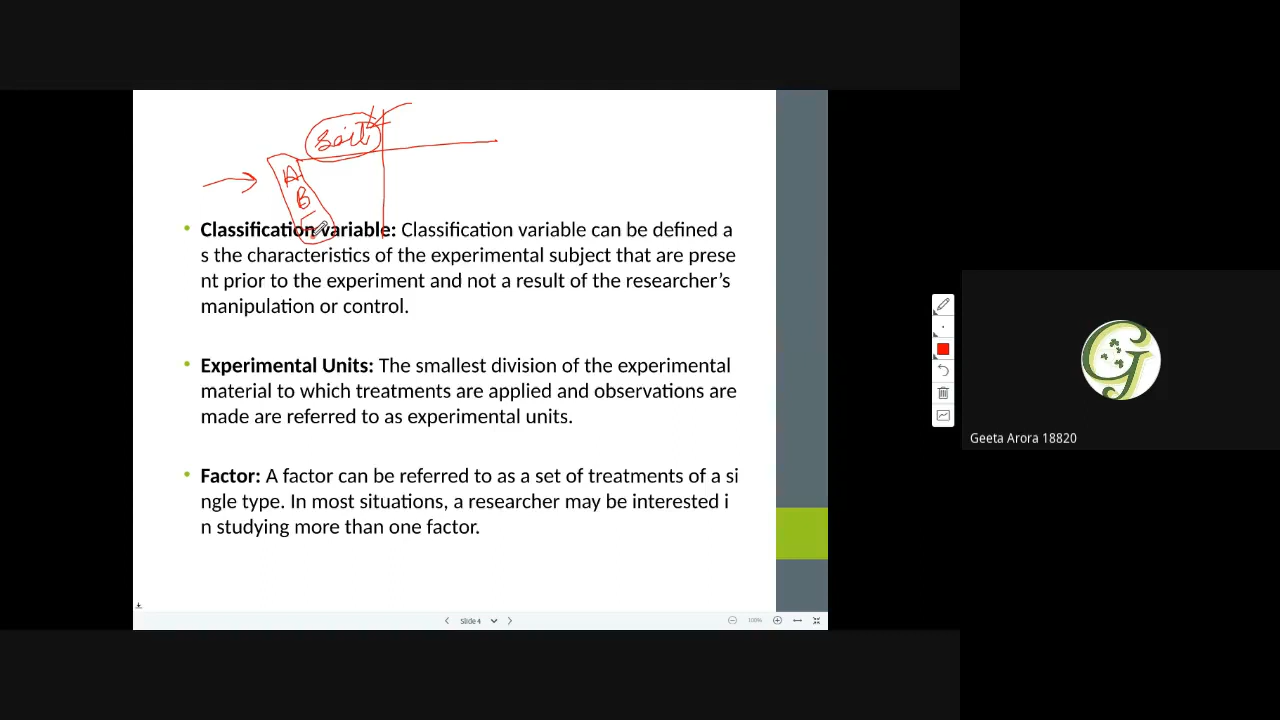 Soil
A
B
Classification variable: Classification variable can be defined a
s the characteristics of the experimental subject that are prese
nt prior to the experiment and not a result of the researcher’s
manipulation or control.
Experimental Units: The smallest division of the experimental
material to which treatments are applied and observations are
made are referred to as experimental units.
Factor: A factor can be referred to as a set of treatments of a si
ngle type. In most situations, a researcher may be interested i
n studying more than one factor.
Slide 4
100%
G
Geeta Arora 18820